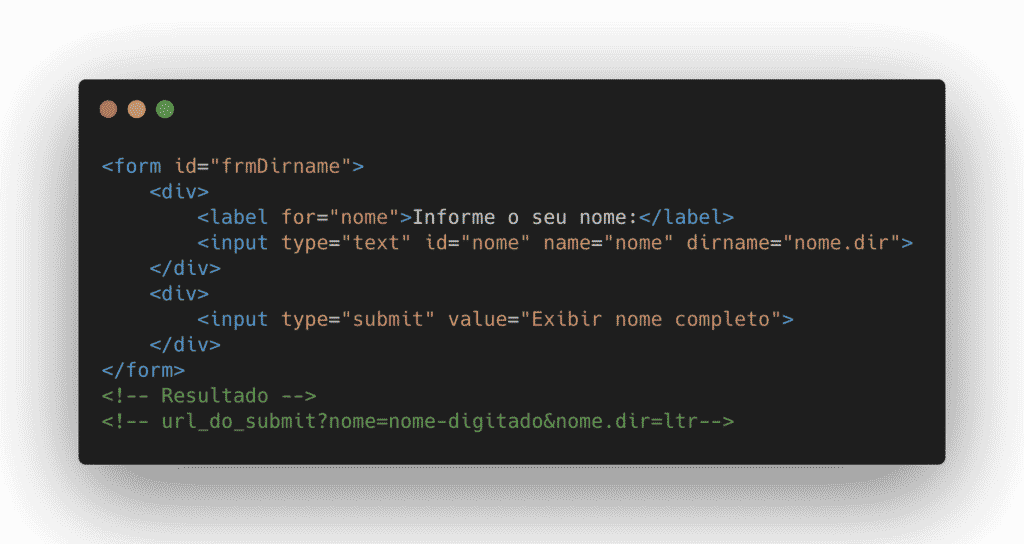 <form id="frmDirname">
    <div>
        <label for="nome">Informe o seu nome:</label>
        <input type="text" id="nome" name="nome" dirname="nome.dir">
    </div>
    <div>
        <input type="submit" value="Exibir nome completo">
    </div>
</form>
<!-- Resultado -->
<!-- url_do_submit?nome=nome-digitado&nome.dir=ltr-->